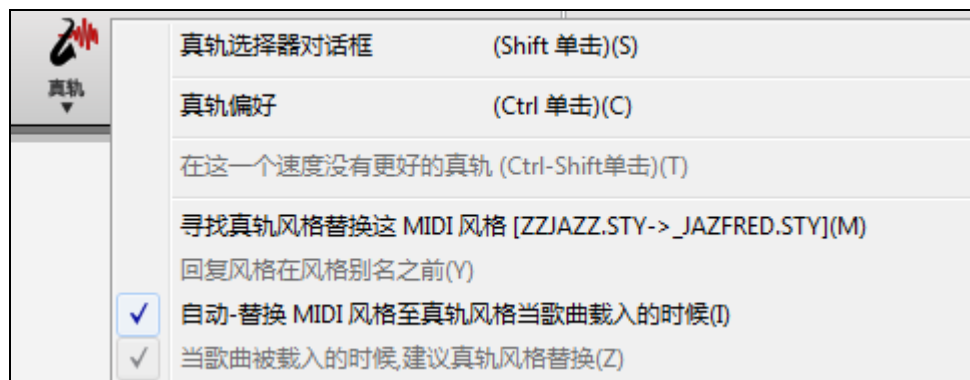 真轨
真轨选择器对话框 (Shift 单击)(S)
真轨偏好 (Ctrl 单击)(C)
在这一个速度没有更好的真轨 (Ctrl-Shift单击)(T)
寻找真轨风格替换这 MIDI 风格 [ZZJAZZ.STY->_JAZFRED.STY](M)
回复风格在风格别名之前(Y)
自动-替换 MIDI 风格至真轨风格当歌曲载入的时候(I)
当歌曲被载入的时候,建议真轨风格替换(Z)